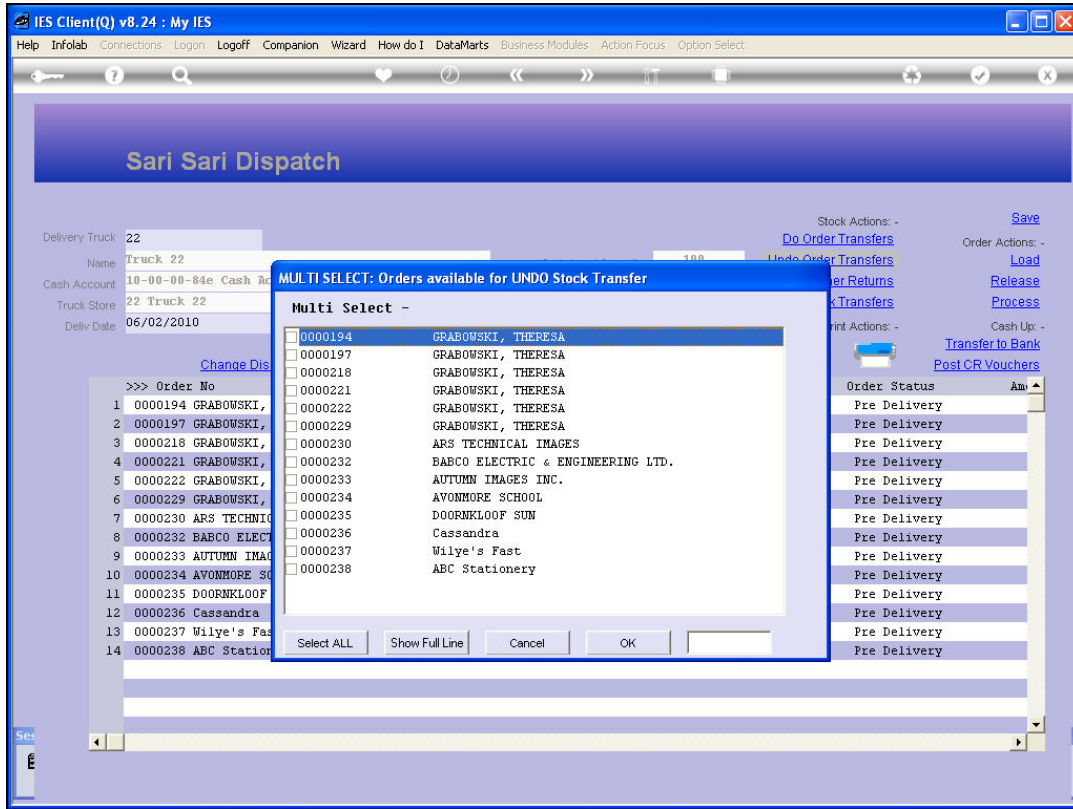 IES Client(Q) v8.24 : My IES
Help Infolab Connections Logon Logoff Companion Wizard How do I DataMarts Business Modules Action Focus Option Select
Sari Sari Dispatch
Stock Actions: - Save
Delivery Truck 22 Do Order Transfers Order Actions: -
Name Truck 22 100 Undo Order Transfers Load
Cash Account 10-00-00-84e Cash Ac er Returns Release
Truck Store 22 Truck 22 Transfers Process
Deliv Date 06/02/2010 rint Actions: - Cash Up: -
Transfer to Bank
Change Dis Post CR Vouchers
>>> Order No Order Status Am
1 0000194 GRABOWSKI, Pre Delivery
2 0000197 GRABOWSKI, Pre Delivery
3 0000218 GRABOWSKI, Pre Delivery
4 0000221 GRABOWSKI, Pre Delivery
5 0000222 GRABOWSKI, Pre Delivery
6 0000229 GRABOWSKI, Pre Delivery
7 0000230 ARS TECHNIC Pre Delivery
8 0000232 BABCO ELECT Pre Delivery
9 0000233 AUTUMN IMAG Pre Delivery
10 0000234 AVONMORE SC Pre Delivery
11 0000235 DOORNKLOOF Pre Delivery
12 0000236 Cassandra Pre Delivery
13 0000237 Wilye's Fas Pre Delivery
14 0000238 ABC Station Pre Delivery
MULTI SELECT: Orders available for UNDO Stock Transfer
Multi Select -
0000194 GRABOWSKI, THERESA
0000197 GRABOWSKI, THERESA
0000218 GRABOWSKI, THERESA
0000221 GRABOWSKI, THERESA
0000222 GRABOWSKI, THERESA
0000229 GRABOWSKI, THERESA
0000230 ARS TECHNICAL IMAGES
0000232 BABCO ELECTRIC & ENGINEERING LTD.
0000233 AUTUMN IMAGES INC.
0000234 AVONMORE SCHOOL
0000235 DOORNKLOOF SUN
0000236 Cassandra
0000237 Wilye's Fast
0000238 ABC Stationery
Select ALL Show Full Line Cancel OK
Ses